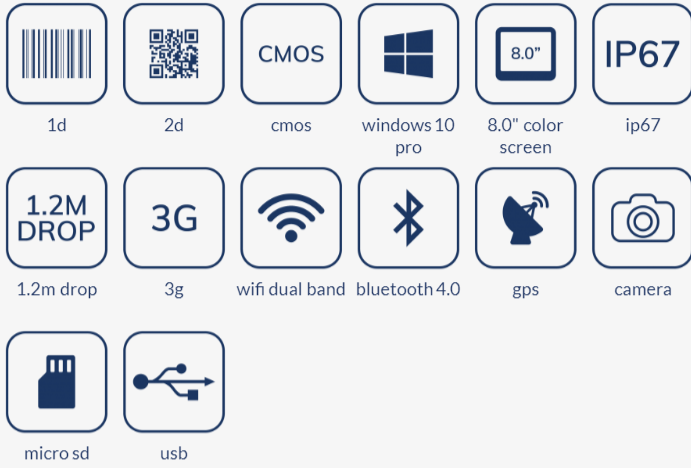 CMOS
8.0”
IP67
1d
2d
cmos
windows 10
pro
8.0" color
screen
ip67
1.2M
DROP
3G
1.2m drop
3g
wifi dual band
bluetooth 4.0
gps
camera
micro sd
usb